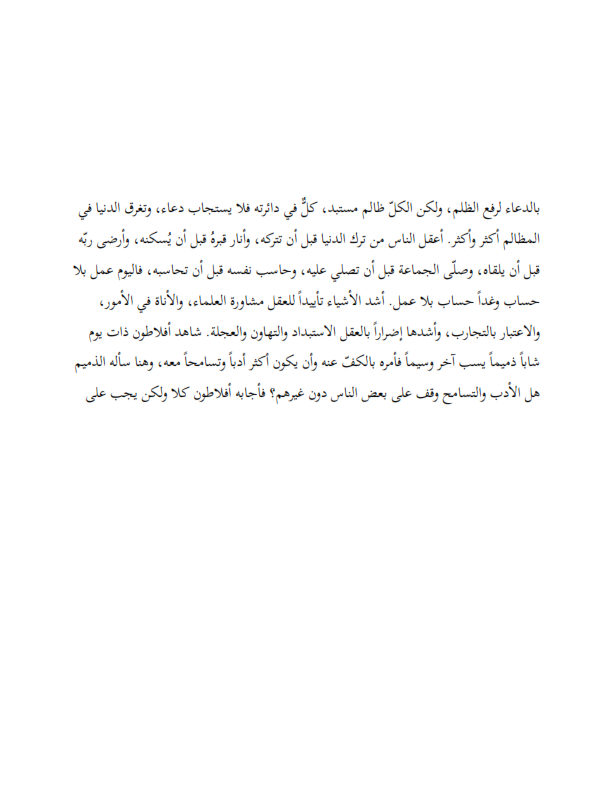 بالدعاء لرفع الظلم، ولكن الكلّ ظالم مستبد، كلٌّ في دائرته فلا يستجاب دعاء، وتغرق الدنيا في
المظالم أكثر وأكثر. أعقل الناس من ترك الدنيا قبل أن تتركه، وأنار قبرهُ قبل أن يُسكنه، وأرضى ربّه
قبل أن يلقاه، وصلّى الجماعة قبل أن تصلي عليه، وحاسب نفسه قبل أن تحاسبه، فاليوم عمل بلا
حساب وغداً حساب بلا عمل. أشد الأشياء تأييداً للعقل مشاورة العلماء، والأناة في الأمور،
والاعتبار بالتجارب، وأشدها إضراراً بالعقل الاستبداد والتهاون والعجلة. شاهد أفلاطون ذات يوم
شاباً ذميماً يسب آخر وسيماً فأمره بالكفّ عنه وأن يكون أكثر أدباً وتسامحاً معه، وهنا سأله الذميم
هل الأدب والتسامح وقف على بعض الناس دون غيرهم؟ فأجابه أفلاطون كلا ولكن يجب على